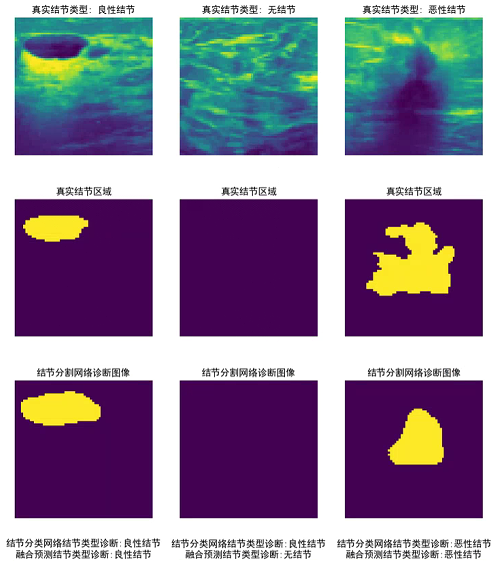 真实结节类型: 良性结节
真实结节类型: 无结节
真实结节类型: 恶性结节
真实结节区域
真实结节区域
真实结节区域
结节分割网络诊断图像
结节分割网络诊断图像
结节分割网络诊断图像
结节分类网络结节类型诊断:良性结节
融合预测结节类型诊断:良性结节
结节分类网络结节类型诊断:良性结节
融合预测结节类型诊断:无结节
结节分类网络结节类型诊断:恶性结节
融合预测结节类型诊断:恶性结节